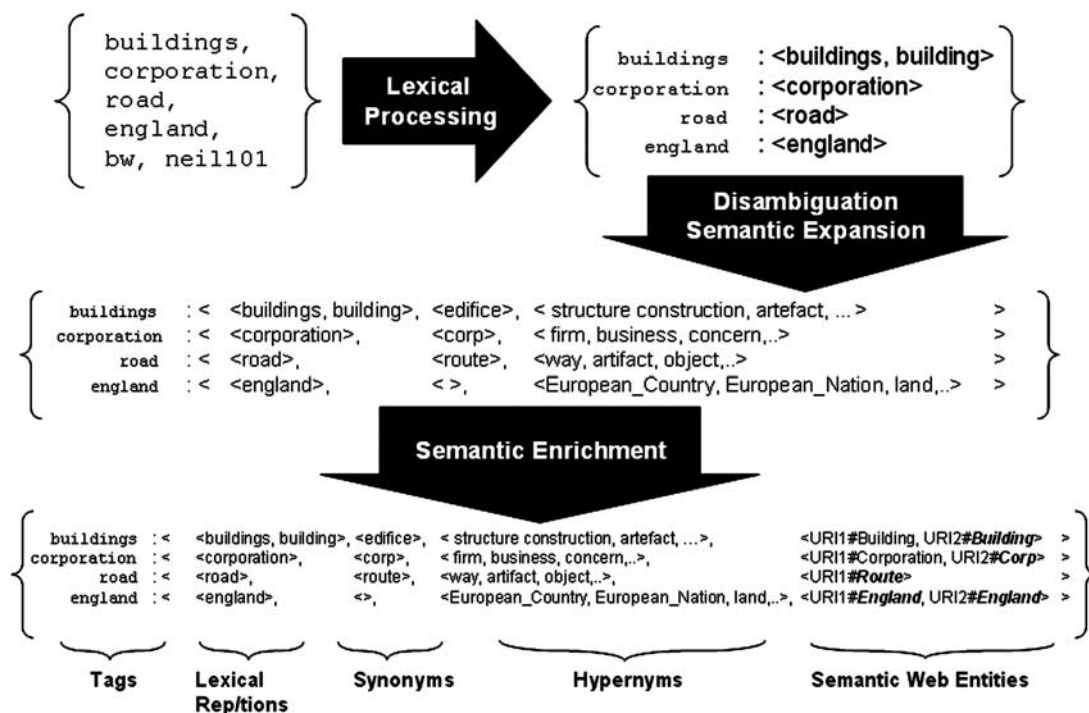 buildings,
corporation,
road,
england,
bw, neil101
Lexical
Processing
buildings : <buildings, building>
corporation : <corporation>
road : <road>
england : <england>
Disambiguation
Semantic Expansion
buildings : < <buildings, building>, <edifice>, < structure construction, artefact, ... > >
corporation : < <corporation>, <corp>, < firm, business, concern,..> >
road : < <road>, <route>, <way, artifact, object,..> >
england : < <england>, < >, <European_Country, European_Nation, land,..> >
Semantic Enrichment
buildings : < <buildings, building>, <edifice>, < structure construction, artefact, ...>, <URI1#Building, URI2#Building> >
corporation : < <corporation>, <corp>, < firm, business, concern,..>, <URI1#Corporation, URI2#Corp> >
road : < <road>, <route>, <way, artifact, object,..>, <URI1#Route> >
england : < <england>, <>, <European_Country, European_Nation, land,..>, <URI1#England, URI2#England> >
Tags Lexical Synonyms Hypernyms Semantic Web Entities
Rep/tions